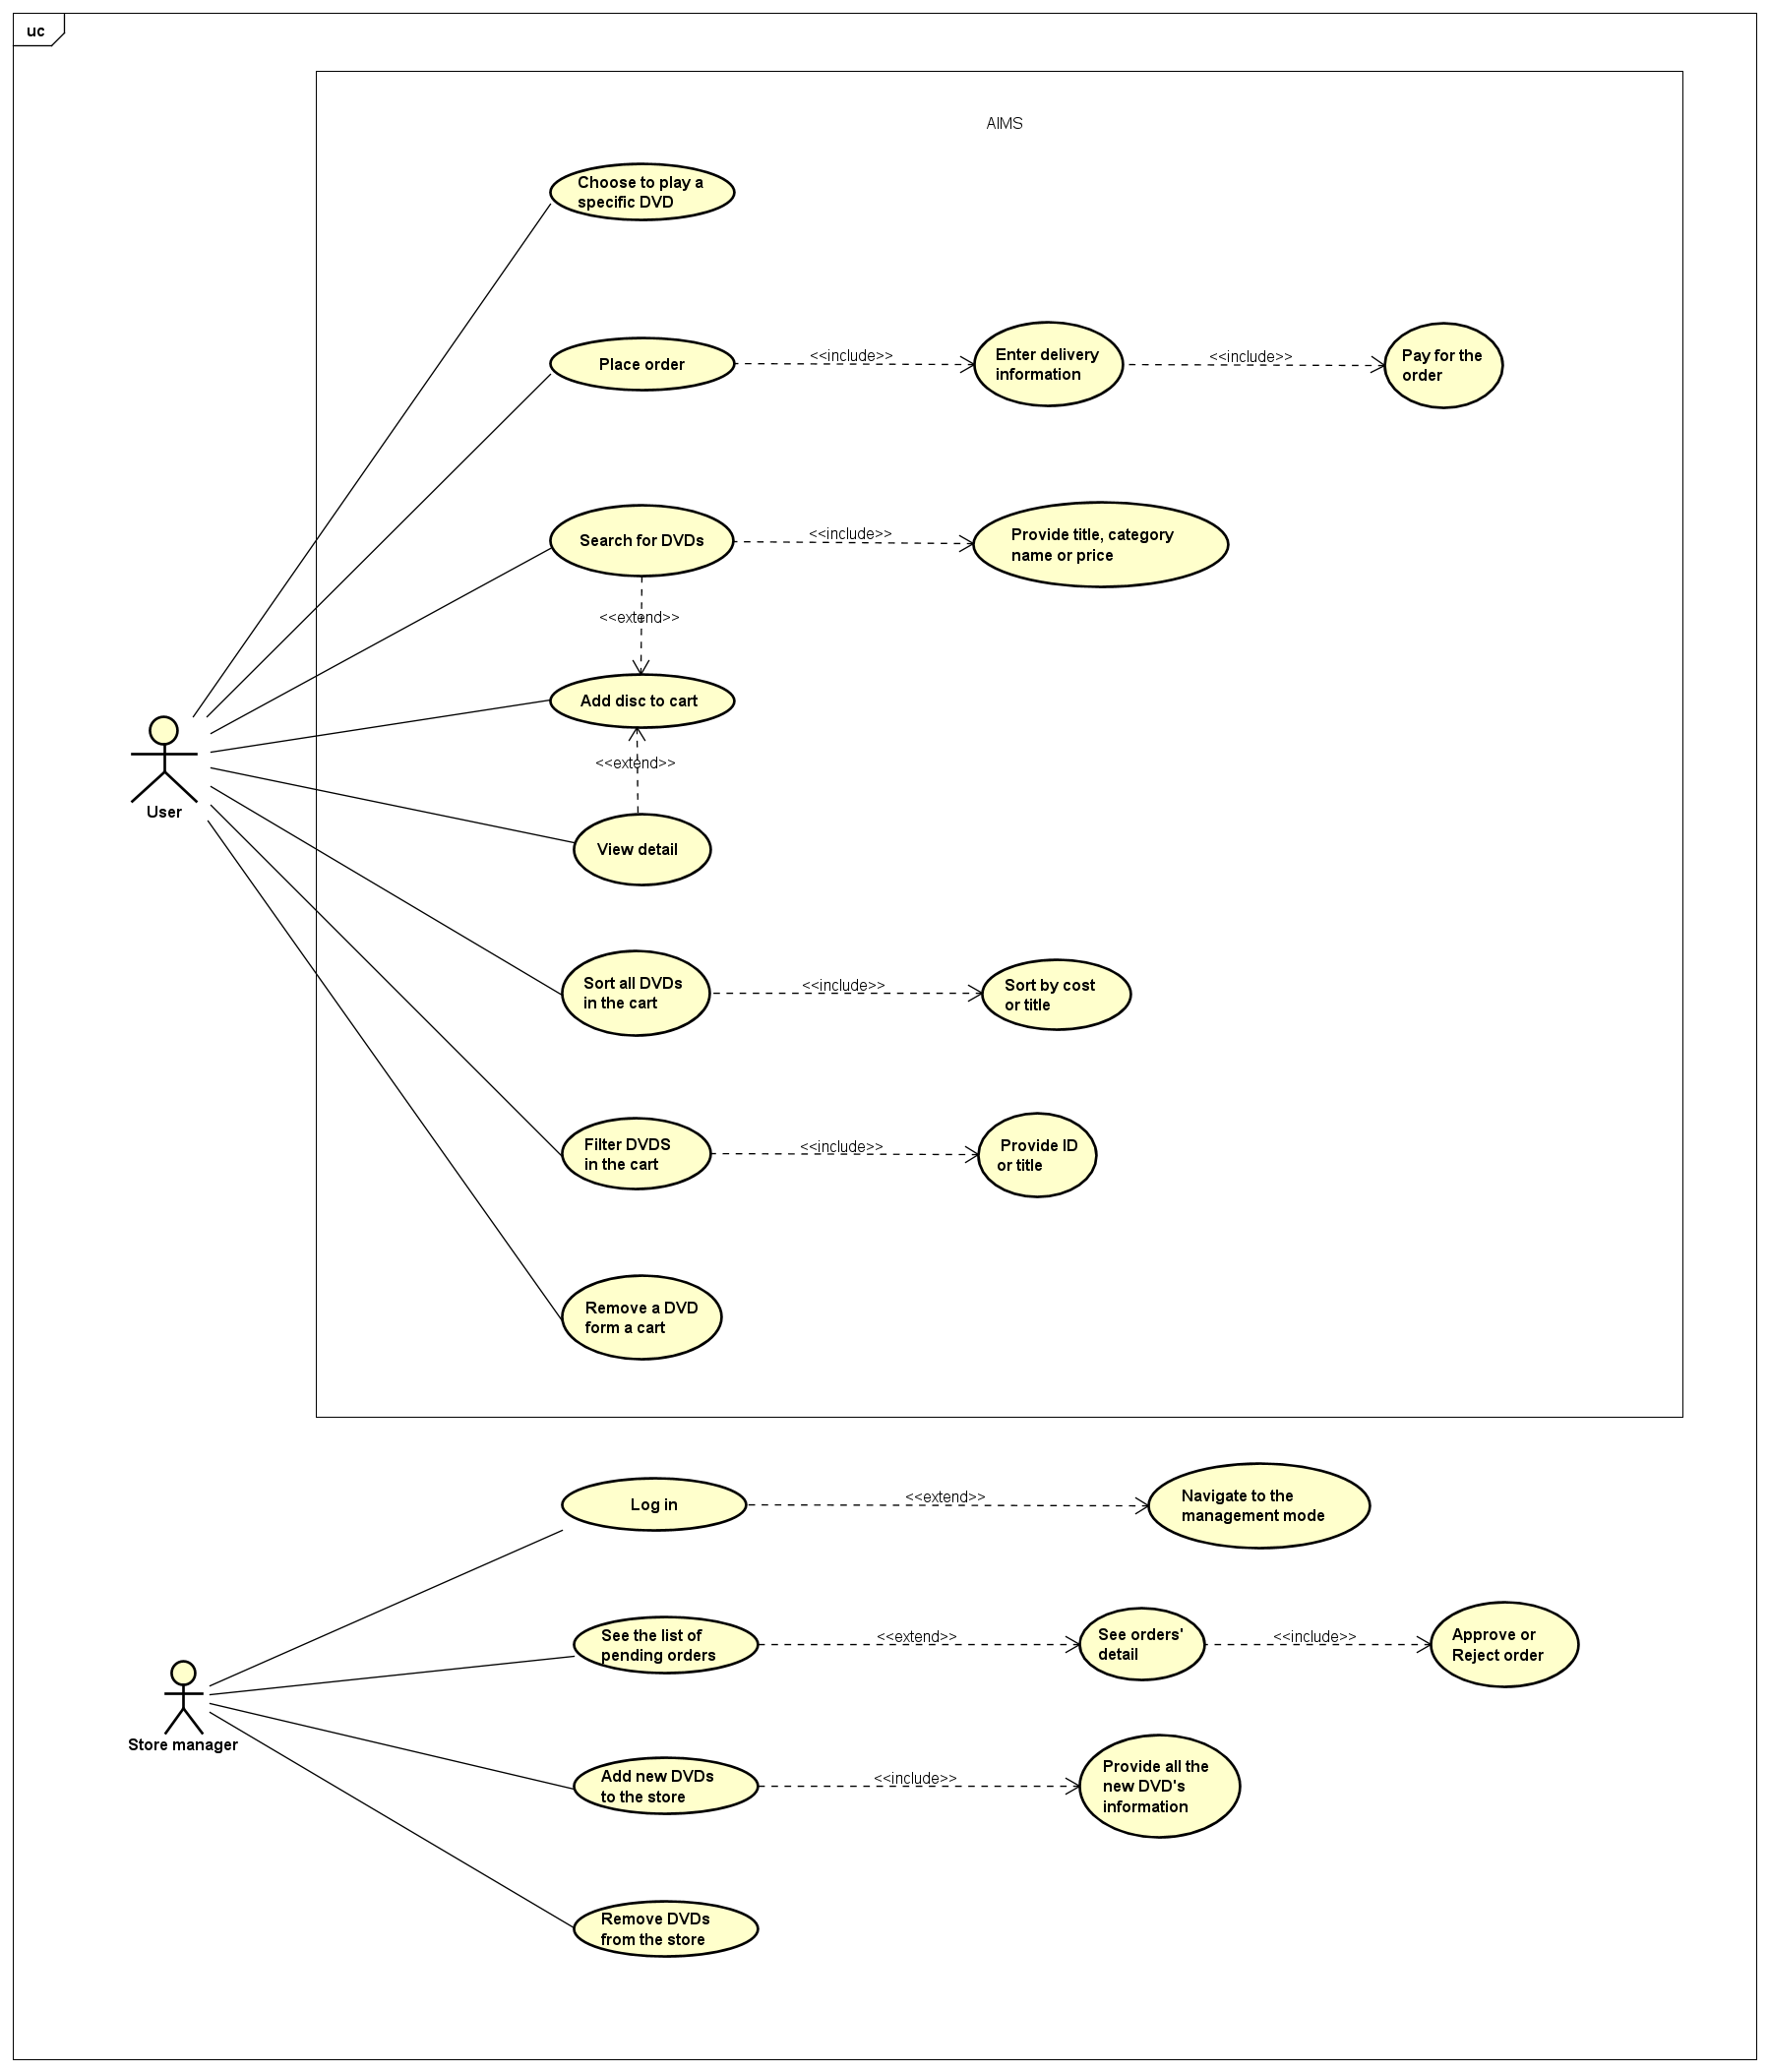 uc
AIMS
Choose to play a
specific DVD
Place order
<<include>>
Enter delivery
information
<<include>>
Pay for the
order
Search for DVDs
<<include>>
Provide title, category
name or price
<<extend>>
Add disc to cart
<<extend>>
User
View detail
Sort all DVDs
in the cart
<<include>>
Sort by cost
or title
Filter DVDS
in the cart
<<include>>
Provide ID
or title
Remove a DVD
form a cart
Log in
<<extend>>
Navigate to the
management mode
See the list of
pending orders
<<extend>>
See orders'
detail
<<include>>
Approve or
Reject order
Store manager
Add new DVDs
to the store
<<include>>
Provide all the
new DVD's
information
Remove DVDs
from the store